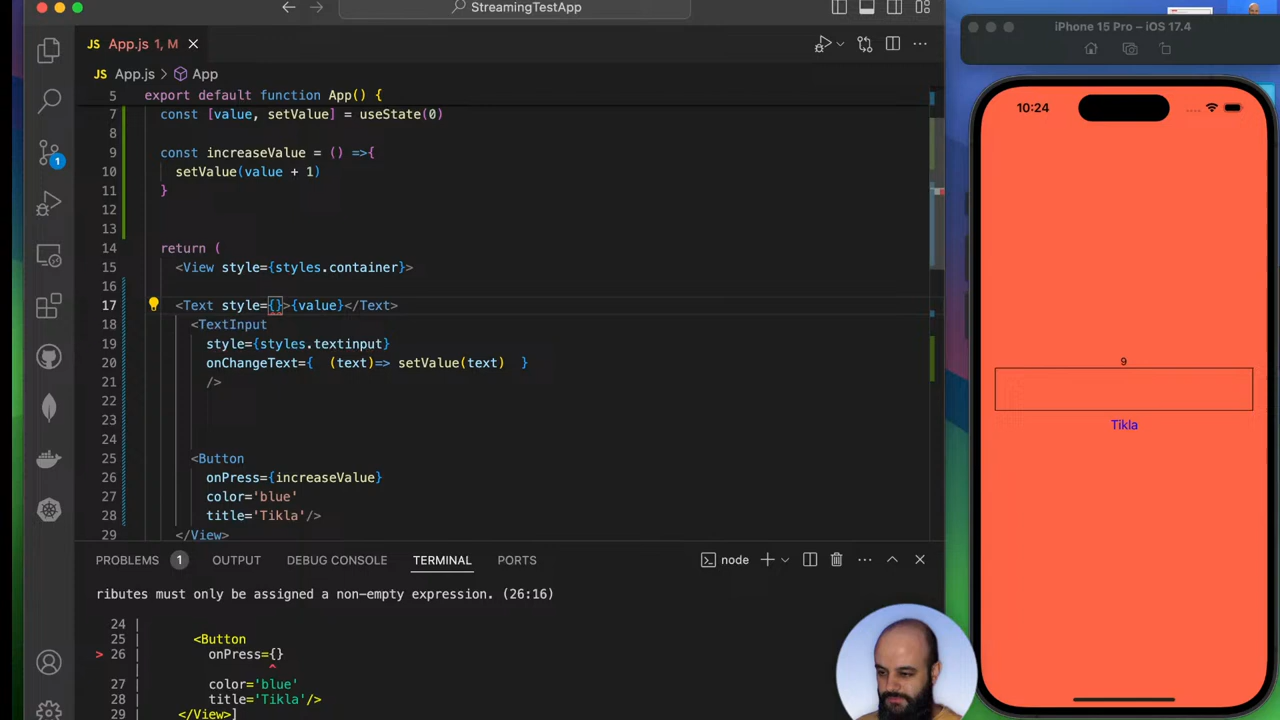 StreamingTestApp
iPhone 15 Pro – iOS 17.4
JS App.js 1, M
JS App.js > App
5 export default function App() {
7 const [value, setValue] = useState(0)
8
9 const increaseValue = () =>{
10 setValue(value + 1)
11 }
12
13
14 return (
15 <View style={styles.container}>
16
17 <Text style={}>{value}</Text>
18 <TextInput
19 style={styles.textinput}
20 onChangeText={ (text)=> setValue(text) }
21 />
22
23
24
25 <Button
26 onPress={increaseValue}
27 color='blue'
28 title='Tikla'/>
29 </View>
1
PROBLEMS 1 OUTPUT DEBUG CONSOLE TERMINAL PORTS
node
ributes must only be assigned a non-empty expression. (26:16)
24 |
25 | <Button
> 26 | onPress={}
| ^
27 | color='blue'
28 | title='Tikla'/>
29 | </View>]
10:24
9
Tikla